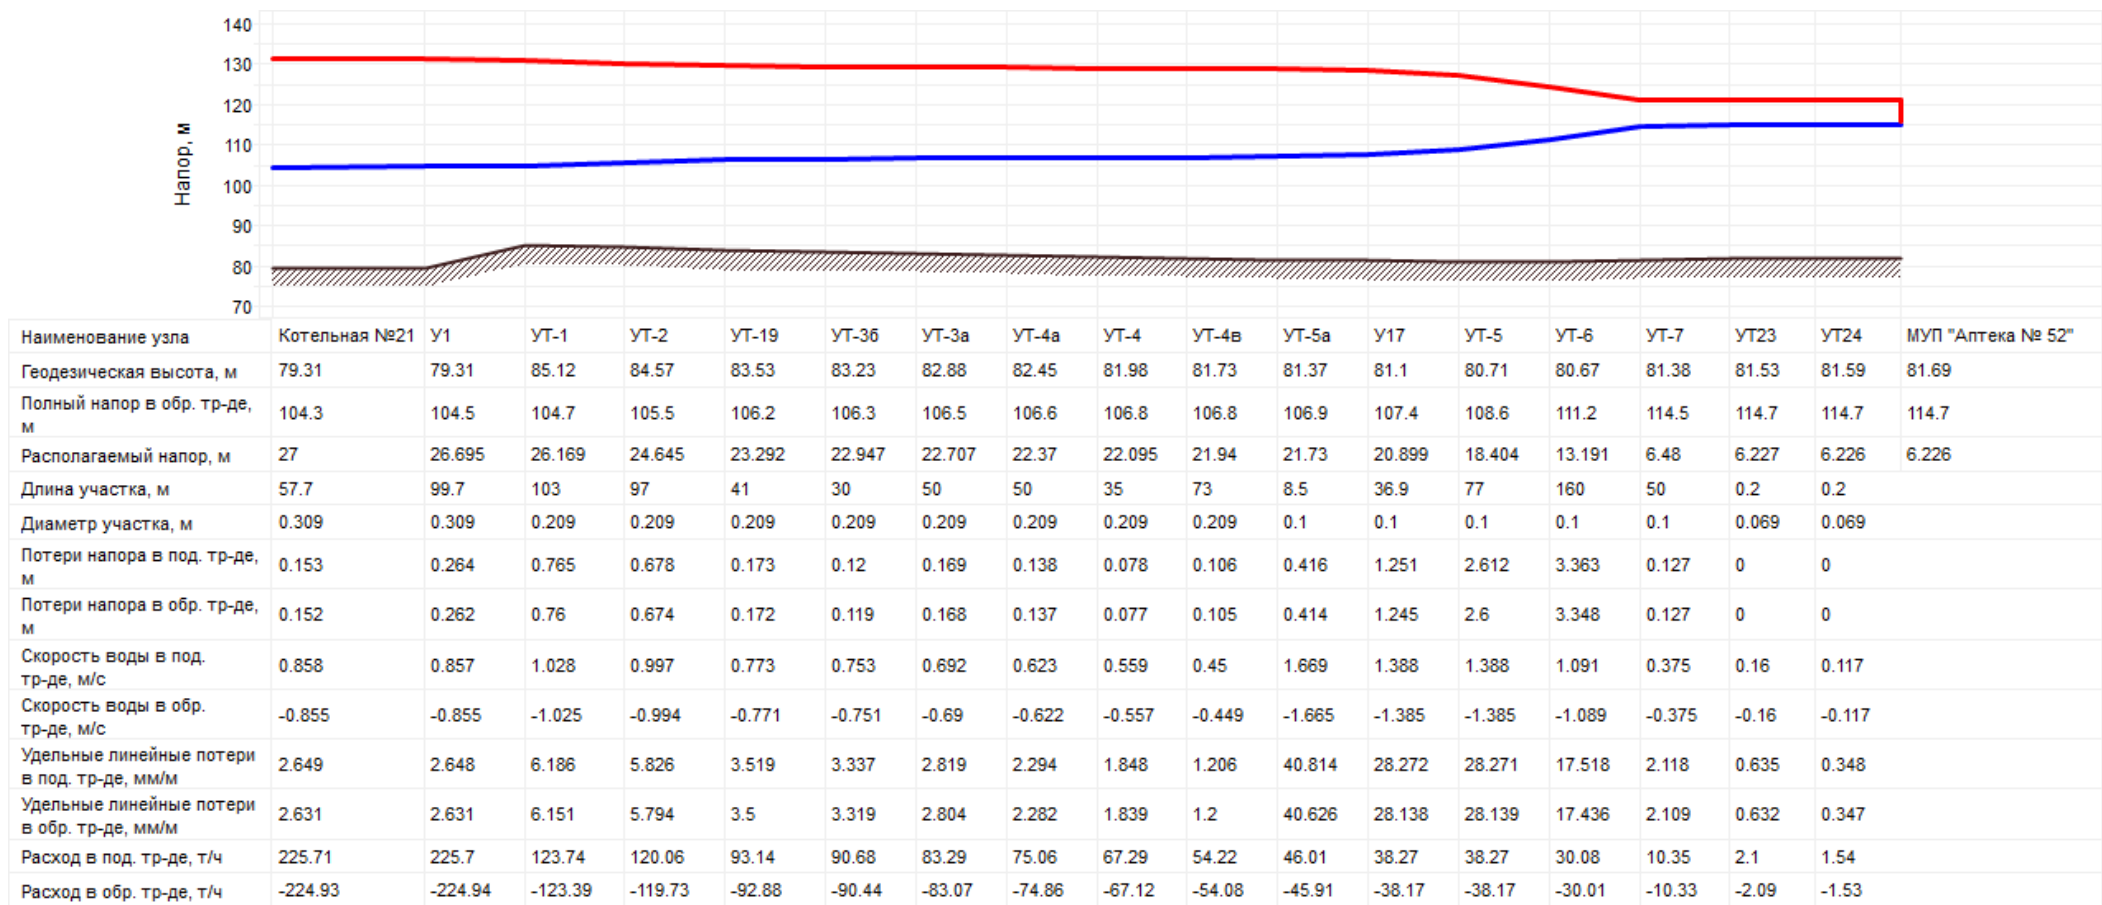 140
130
120
110
100
90
80
70
Напор, м
Наименование узла Котельная №21 У1 УТ-1 УТ-2 УТ-19 УТ-3б УТ-3а УТ-4а УТ-4 УТ-4в УТ-5а У17 УТ-5 УТ-6 УТ-7 УТ23 УТ24 МУП "Аптека № 52"
Геодезическая высота, м 79.31 79.31 85.12 84.57 83.53 83.23 82.88 82.45 81.98 81.73 81.37 81.1 80.71 80.67 81.38 81.53 81.59 81.69
Полный напор в обр. тр-де,
м 104.3 104.5 104.7 105.5 106.2 106.3 106.5 106.6 106.8 106.8 106.9 107.4 108.6 111.2 114.5 114.7 114.7 114.7
Располагаемый напор, м 27 26.695 26.169 24.645 23.292 22.947 22.707 22.37 22.095 21.94 21.73 20.899 18.404 13.191 6.48 6.227 6.226 6.226
Длина участка, м 57.7 99.7 103 97 41 30 50 50 35 73 8.5 36.9 77 160 50 0.2 0.2
Диаметр участка, м 0.309 0.309 0.209 0.209 0.209 0.209 0.209 0.209 0.209 0.209 0.1 0.1 0.1 0.1 0.1 0.069 0.069
Потери напора в под. тр-де,
м 0.153 0.264 0.765 0.678 0.173 0.12 0.169 0.138 0.078 0.106 0.416 1.251 2.612 3.363 0.127 0 0
Потери напора в обр. тр-де,
м 0.152 0.262 0.76 0.674 0.172 0.119 0.168 0.137 0.077 0.105 0.414 1.245 2.6 3.348 0.127 0 0
Скорость воды в под.
тр-де, м/с 0.858 0.857 1.028 0.997 0.773 0.753 0.692 0.623 0.559 0.45 1.669 1.388 1.388 1.091 0.375 0.16 0.117
Скорость воды в обр.
тр-де, м/с -0.855 -0.855 -1.025 -0.994 -0.771 -0.751 -0.69 -0.622 -0.557 -0.449 -1.665 -1.385 -1.385 -1.089 -0.375 -0.16 -0.117
Удельные линейные потери
в под. тр-де, мм/м 2.649 2.648 6.186 5.826 3.519 3.337 2.819 2.294 1.848 1.206 40.814 28.272 28.271 17.518 2.118 0.635 0.348
Удельные линейные потери
в обр. тр-де, мм/м 2.631 2.631 6.151 5.794 3.5 3.319 2.804 2.282 1.839 1.2 40.626 28.138 28.139 17.436 2.109 0.632 0.347
Расход в под. тр-де, т/ч 225.71 225.7 123.74 120.06 93.14 90.68 83.29 75.06 67.29 54.22 46.01 38.27 38.27 30.08 10.35 2.1 1.54
Расход в обр. тр-де, т/ч -224.93 -224.94 -123.39 -119.73 -92.88 -90.44 -83.07 -74.86 -67.12 -54.08 -45.91 -38.17 -38.17 -30.01 -10.33 -2.09 -1.53